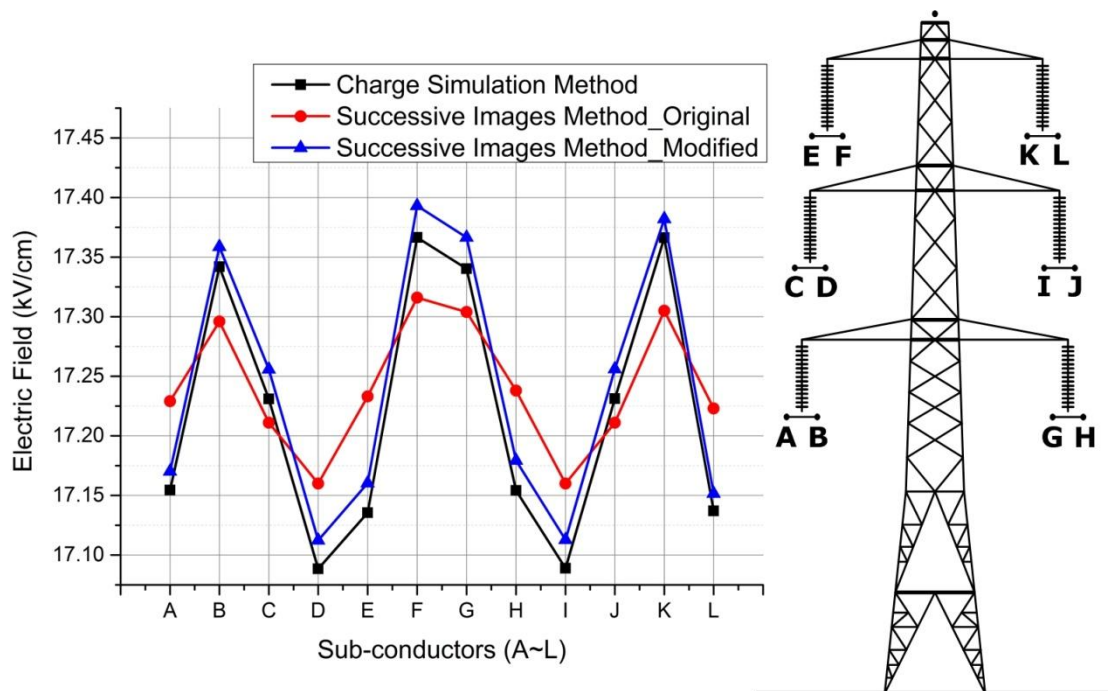 Charge Simulation Method
Successive Images Method_Original
Successive Images Method_Modified
Electric Field (kV/cm)
17.45
17.40
17.35
17.30
17.25
17.20
17.15
17.10
A B C D E F G H I J K L
Sub-conductors (A~L)
E F
K L
C D
I J
A B
G H